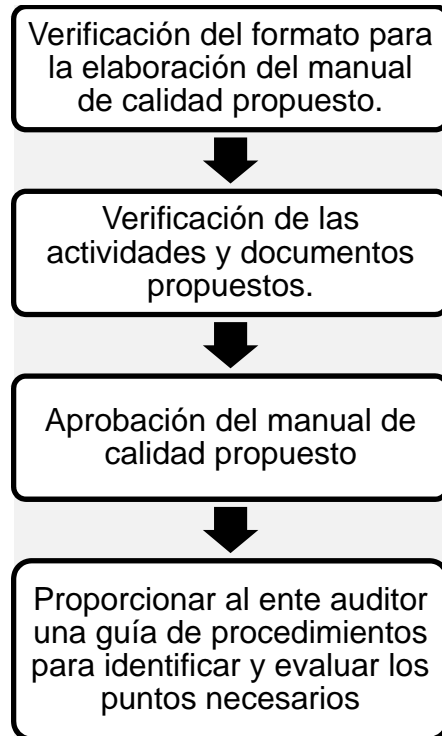 Verificación del formato para
la elaboración del manual
de calidad propuesto.
Verificación de las
actividades y documentos
propuestos.
Aprobación del manual de
calidad propuesto
Proporcionar al ente auditor
una guía de procedimientos
para identificar y evaluar los
puntos necesarios